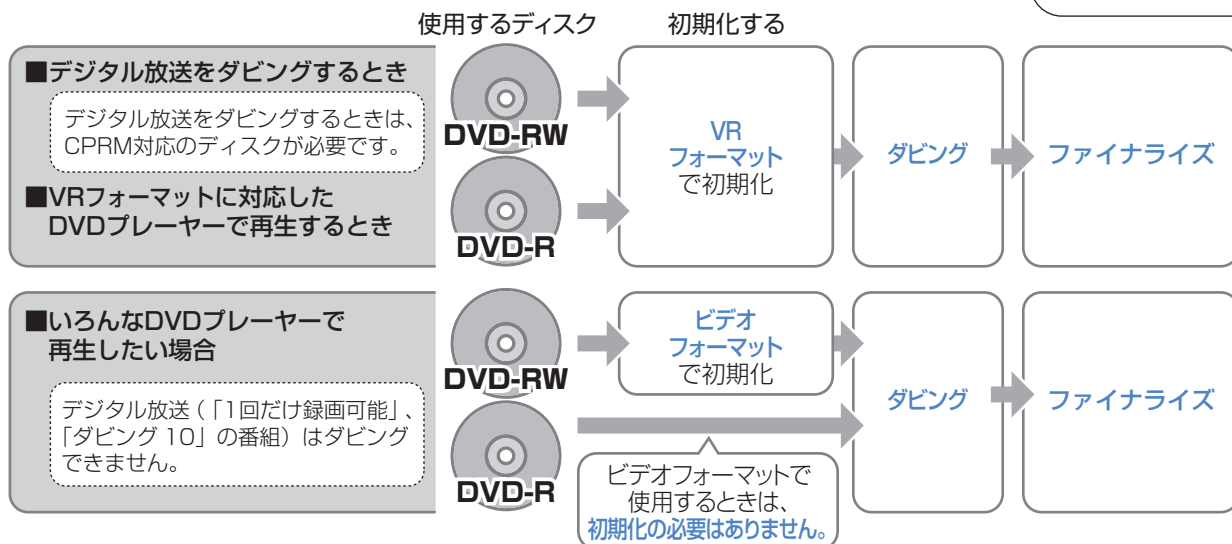 使用するディスク
初期化する
■デジタル放送をダビングするとき
デジタル放送をダビングするときは、
CPRM対応のディスクが必要です。
■VRフォーマットに対応した
DVDプレーヤーで再生するとき
DVD-RW
DVD-R
VR
フォーマット
で初期化
ダビング
ファイナライズ
■いろんなDVDプレーヤーで
再生したい場合
デジタル放送（「1回だけ録画可能」、
「ダビング 10」の番組）はダビング
できません。
DVD-RW
DVD-R
ビデオ
フォーマット
で初期化
ビデオフォーマットで
使用するときは、
初期化の必要はありません。
ダビング
ファイナライズ